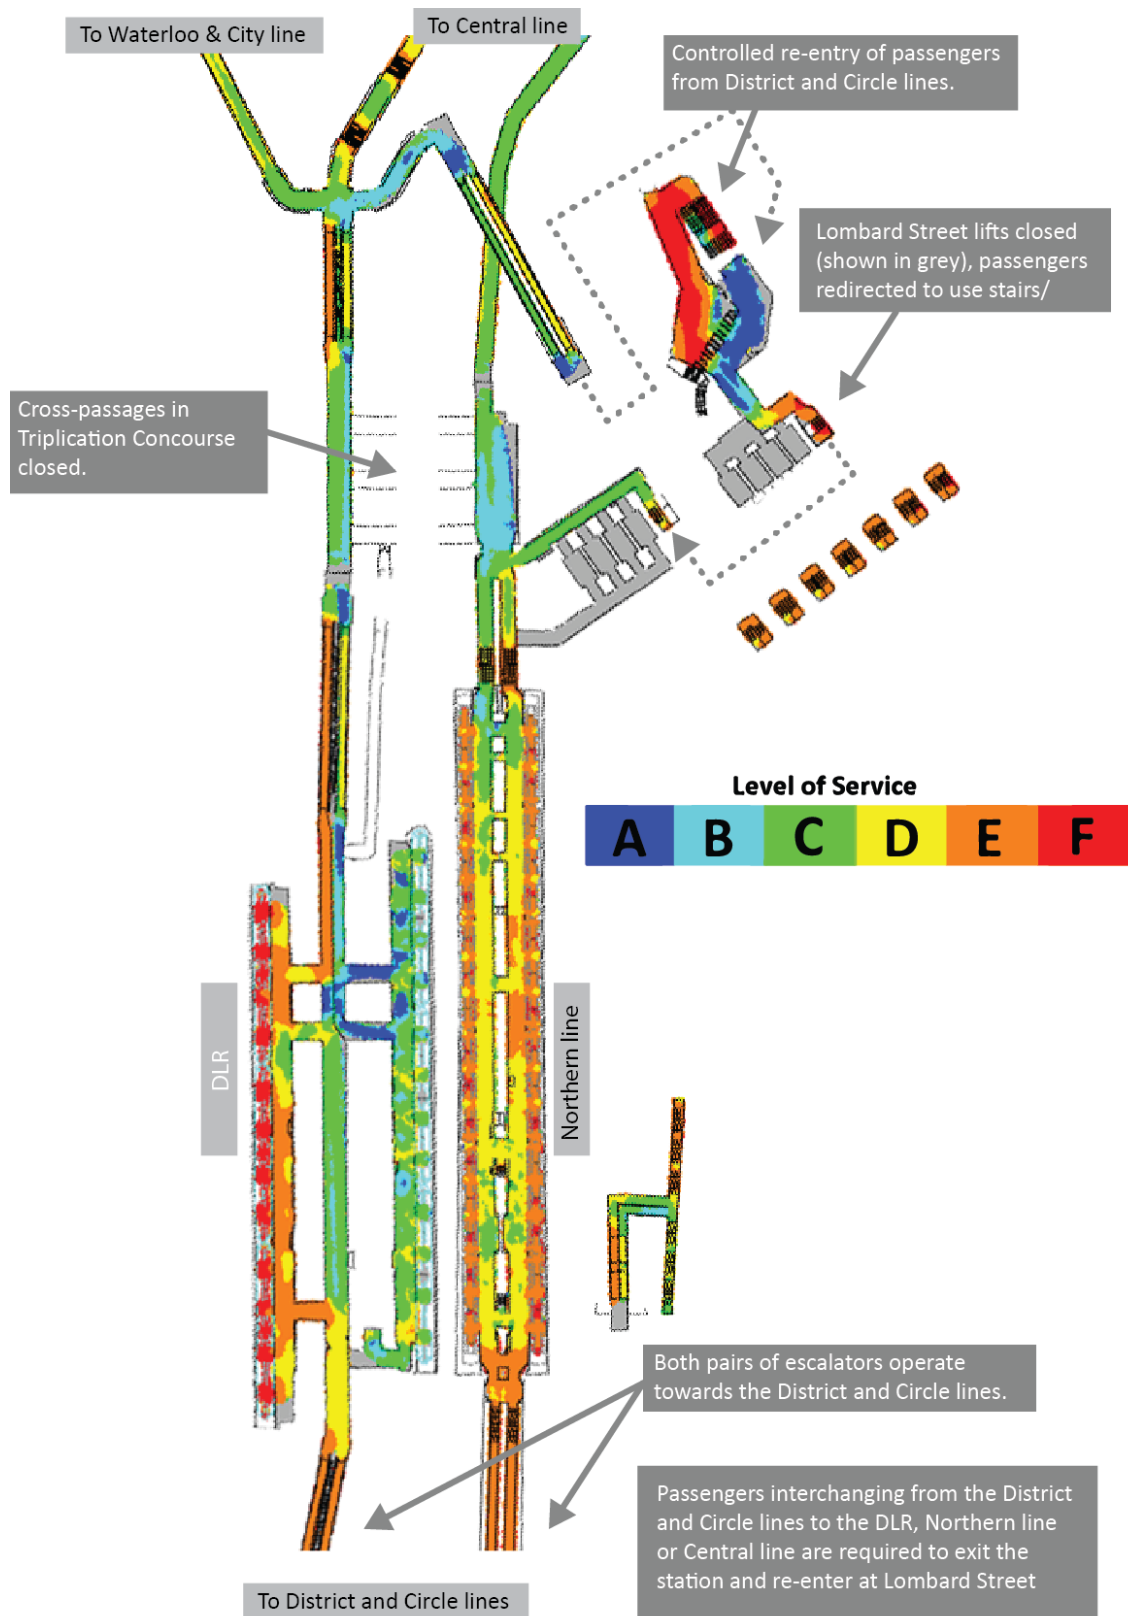 To Waterloo & City line
To Central line
Controlled re-entry of passengers
from District and Circle lines.
Lombard Street lifts closed
(shown in grey), passengers
redirected to use stairs/
Cross-passages in
Triplication Concourse
closed.
Level of Service
A B C D E F
DLR
Northern line
Both pairs of escalators operate
towards the District and Circle lines.
Passengers interchanging from the District
and Circle lines to the DLR, Northern line
or Central line are required to exit the
station and re-enter at Lombard Street
To District and Circle lines